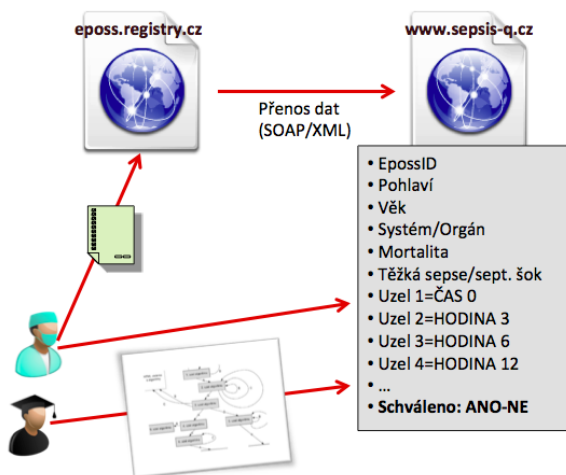 eposs.registry.cz
www.sepsis-q.cz
Přenos dat
(SOAP/XML)
• EpossID
• Pohlaví
• Věk
• Systém/Orgán
• Mortalita
• Těžká sepse/sept. šok
• Uzel 1=ČAS 0
• Uzel 2=HODINA 3
• Uzel 3=HODINA 6
• Uzel 4=HODINA 12
• ...
• Schváleno: ANO-NE